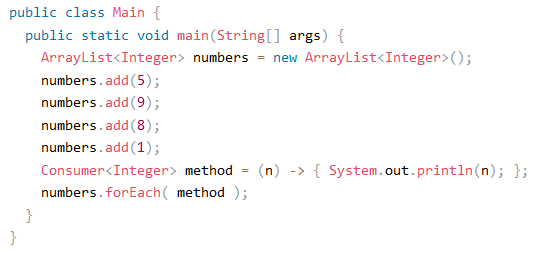 public class Main {
  public static void main(String[] args) {
    ArrayList<Integer> numbers = new ArrayList<Integer>();
    numbers.add(5);
    numbers.add(9);
    numbers.add(8);
    numbers.add(1);
    Consumer<Integer> method = (n) -> { System.out.println(n); };
    numbers.forEach( method );
  }
}